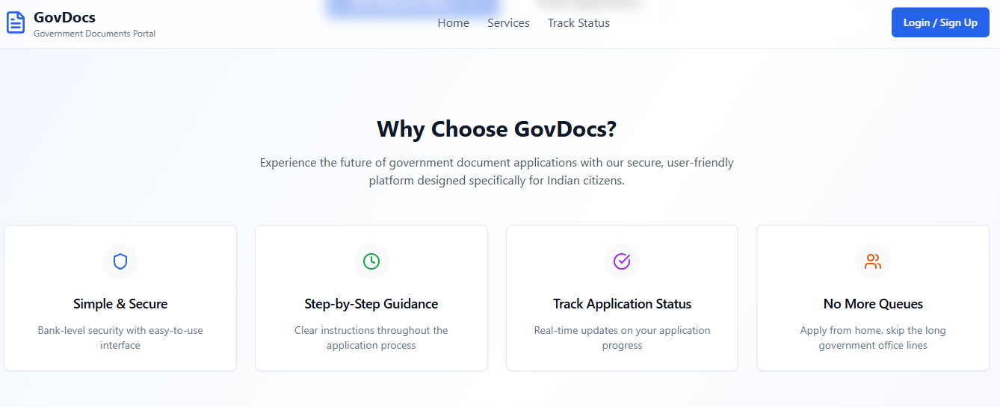 GovDocs
Government Documents Portal
Home
Services
Track Status
Login / Sign Up
Why Choose GovDocs?
Experience the future of government document applications with our secure, user-friendly
platform designed specifically for Indian citizens.
Simple & Secure
Bank-level security with easy-to-use
interface
Step-by-Step Guidance
Clear instructions throughout the
application process
Track Application Status
Real-time updates on your application
progress
No More Queues
Apply from home, skip the long
government office lines